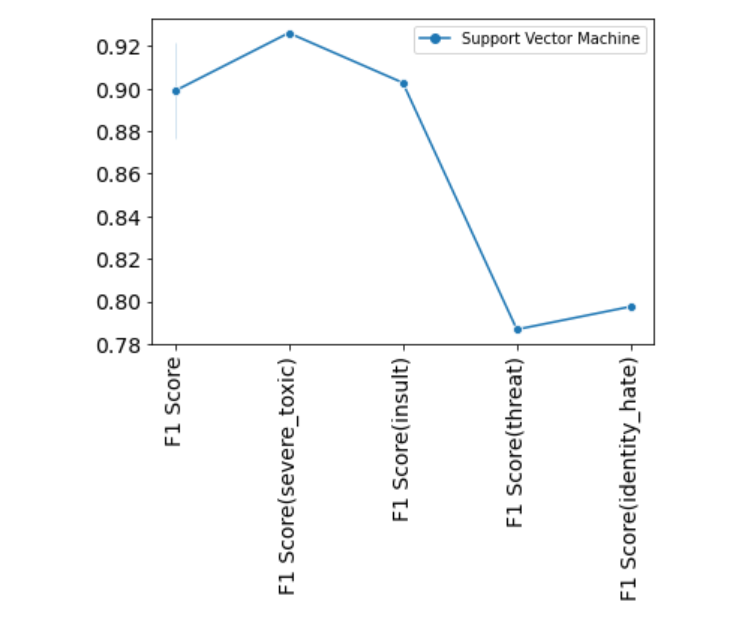 Support Vector Machine
0.92
0.90
0.88
0.86
0.84
0.82
0.80
0.78
F1 Score
F1 Score(severe_toxic)
F1 Score(insult)
F1 Score(threat)
F1 Score(identity_hate)